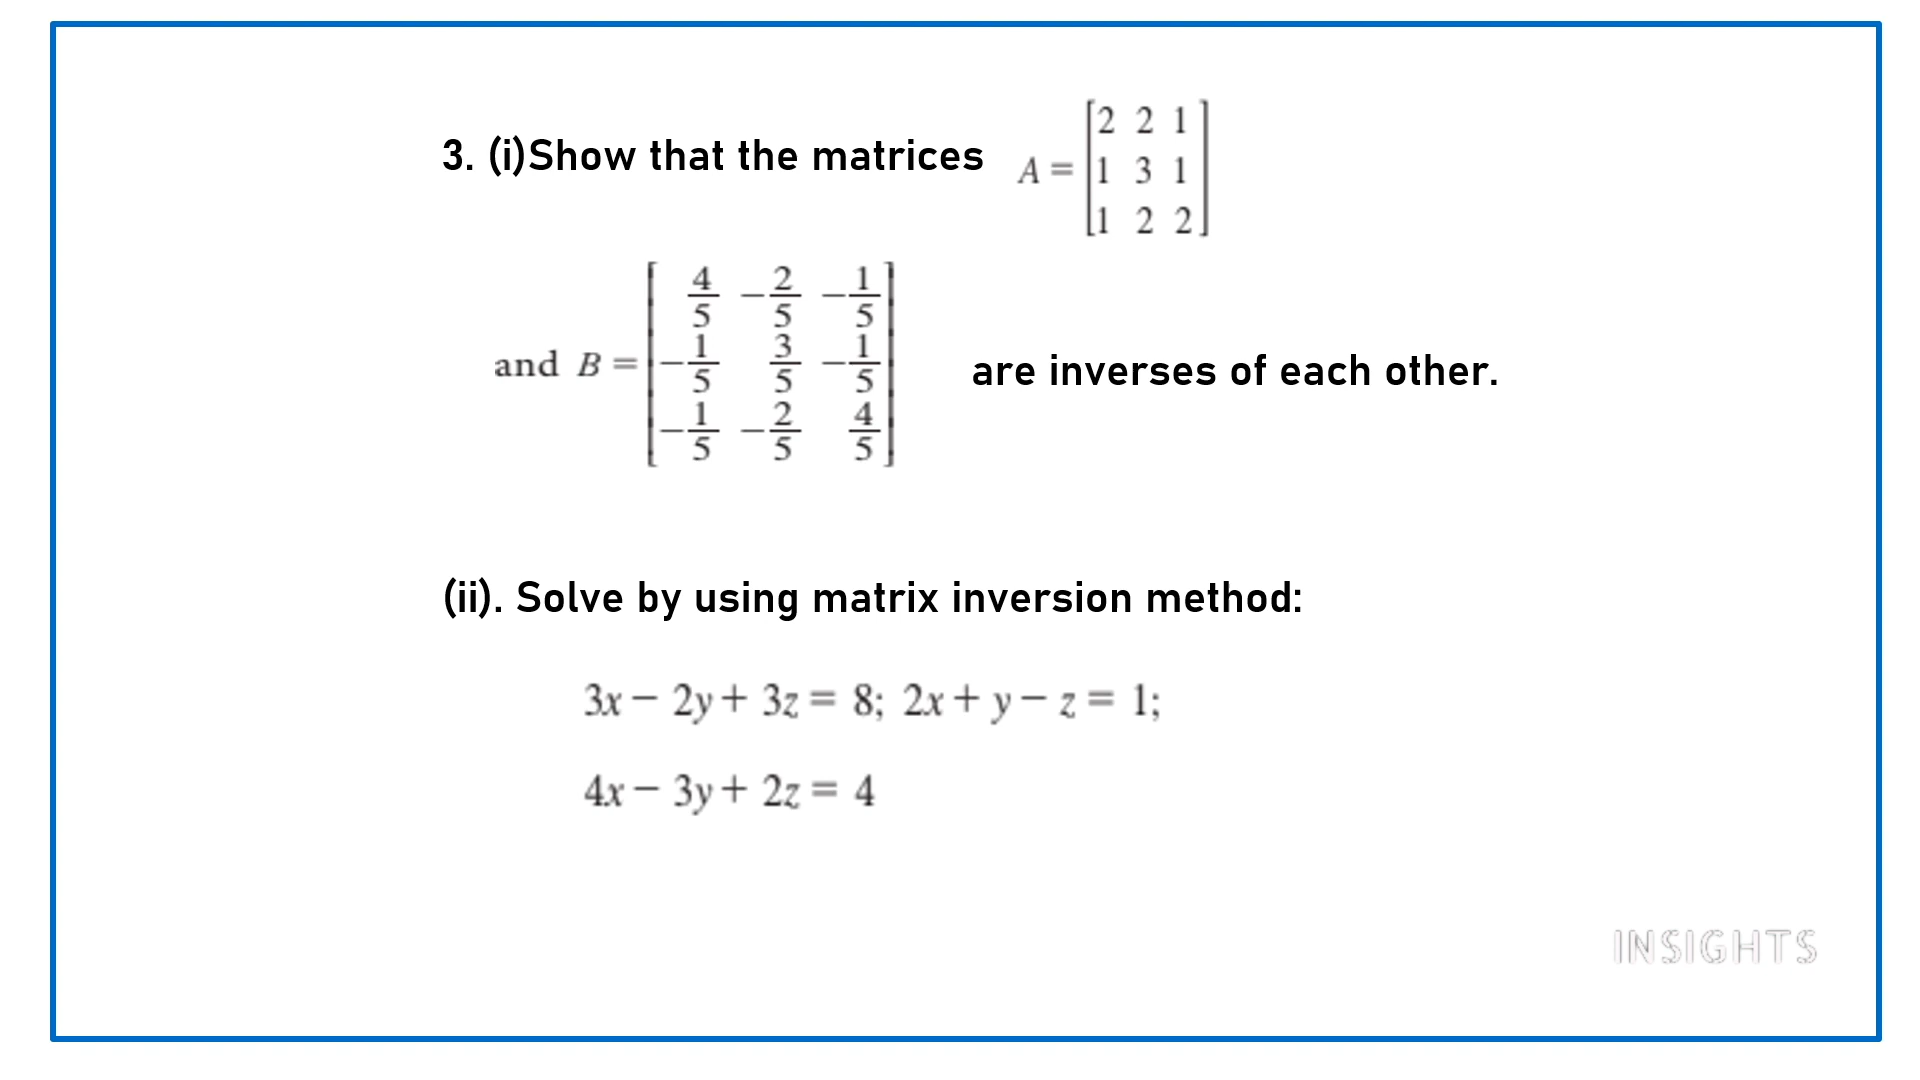 3. (i)Show that the matrices A = [2 2 1
1 3 1
1 2 2]
and B = [4/5 −2/5 −1/5
−1/5 3/5 −1/5
−1/5 −2/5 4/5] are inverses of each other.
(ii). Solve by using matrix inversion method:
3x − 2y + 3z = 8; 2x + y − z = 1;
4x − 3y + 2z = 4
INSIGHTS